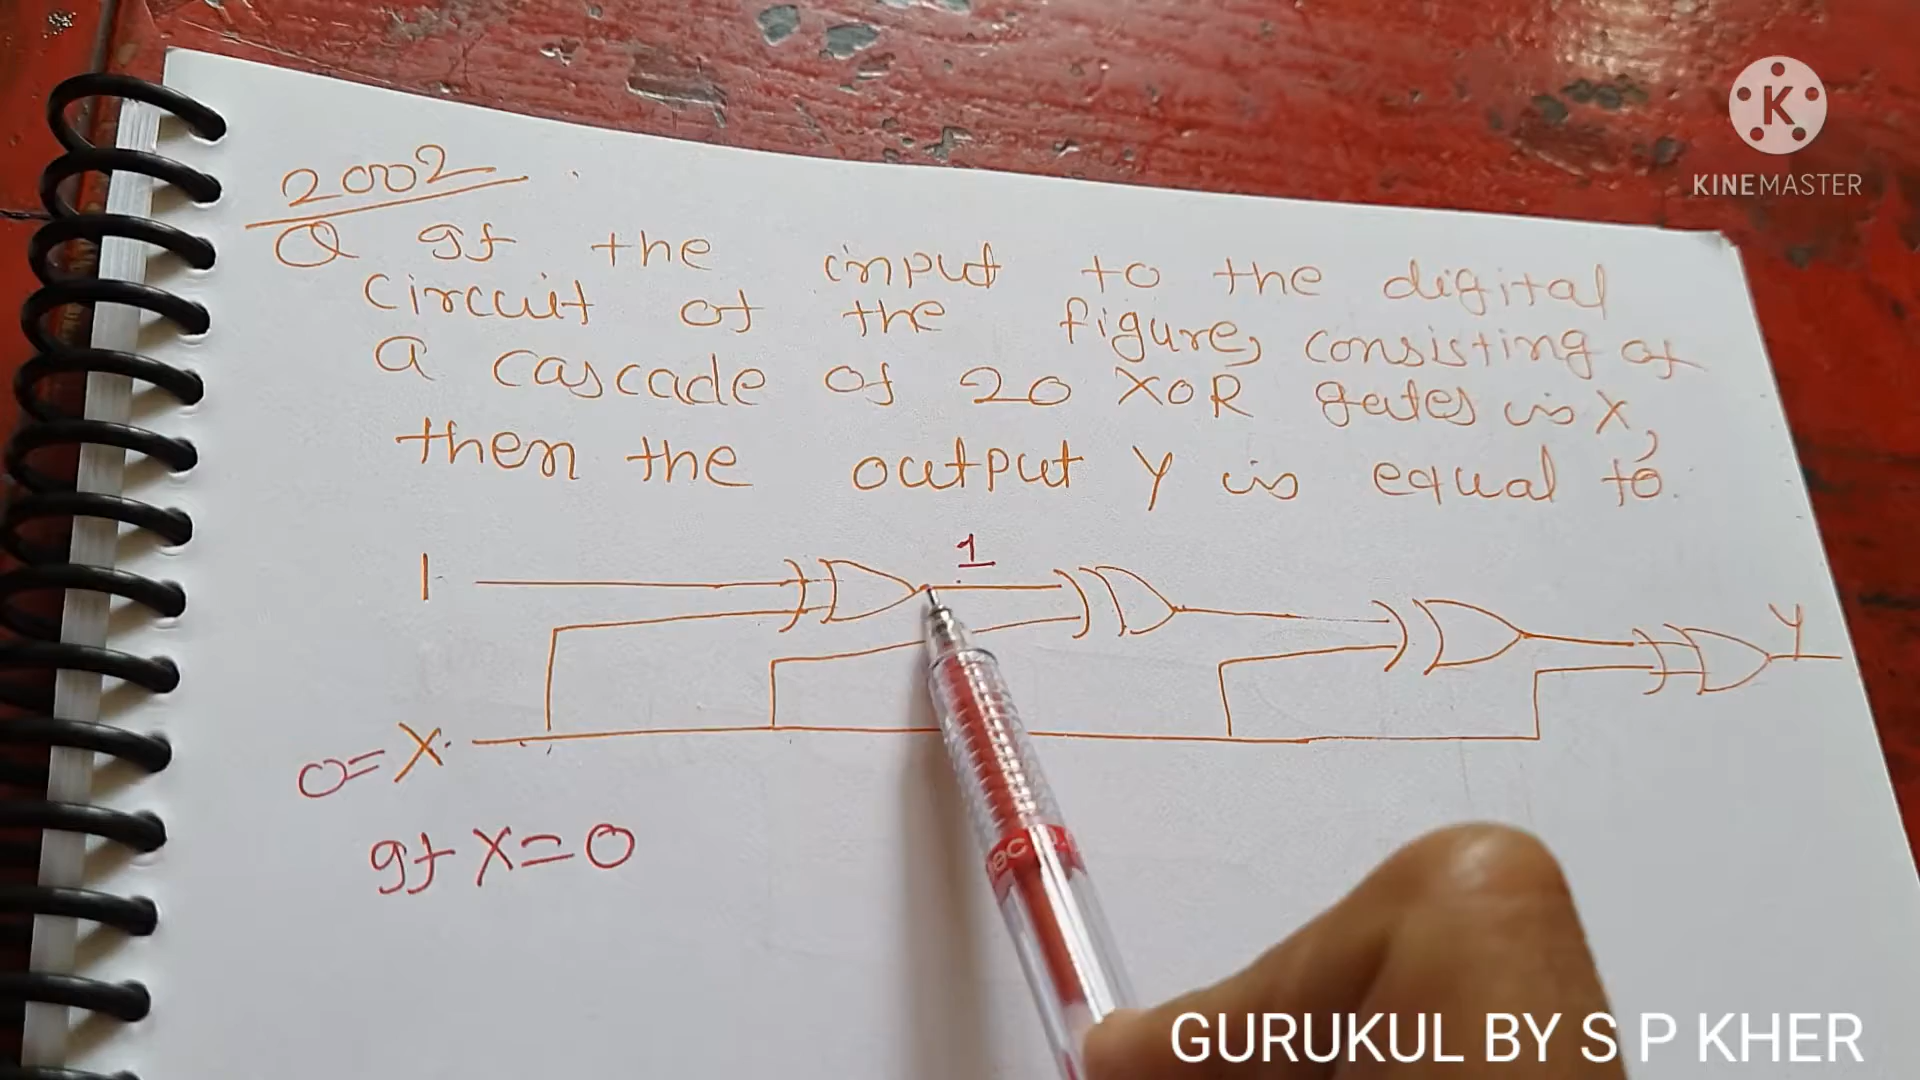 K
KINEMASTER
2002
Q If the input to the digital
circuit of the figure, consisting of
a cascade of 20 XOR gates is X,
then the output Y is equal to
1
1
Y
0=X
If X=0
GURUKUL BY S P KHER